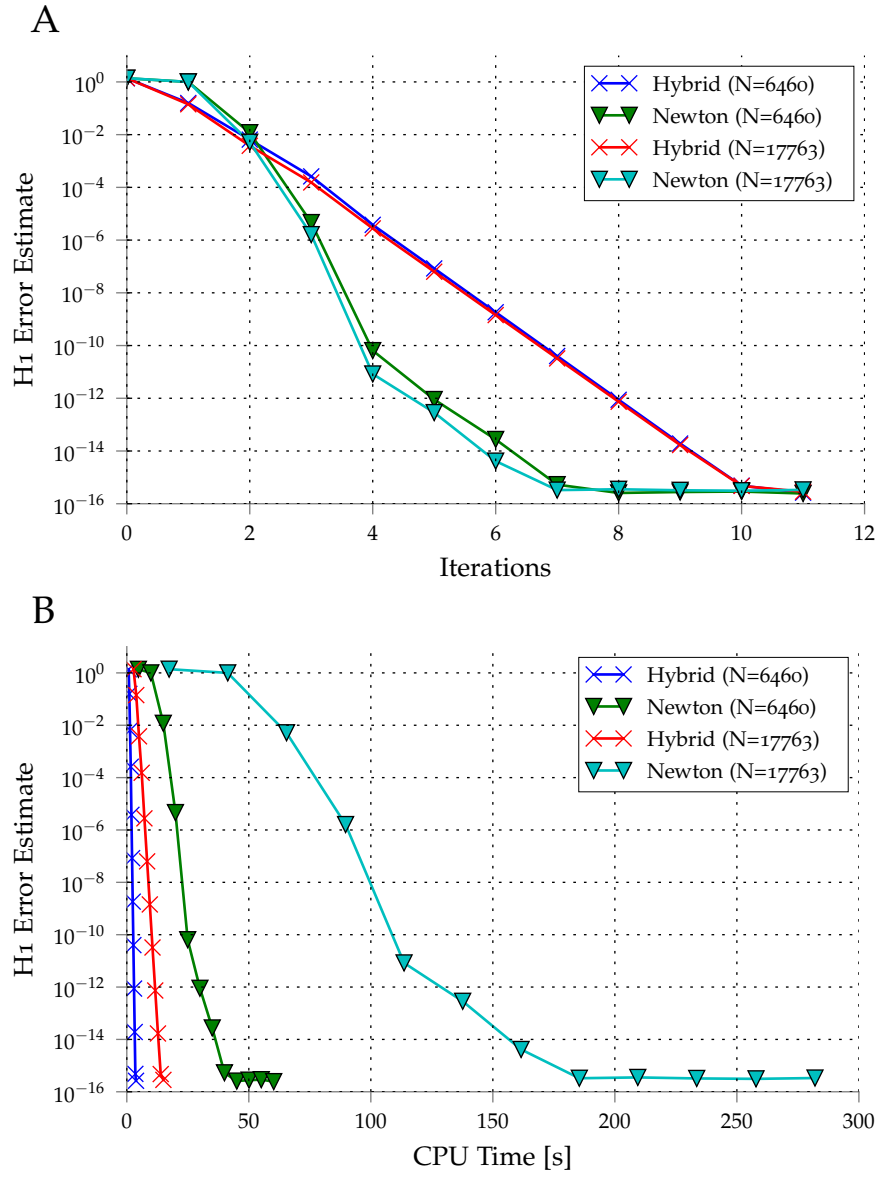 A
H1 Error Estimate
10^0
10^−2
10^−4
10^−6
10^−8
10^−10
10^−12
10^−14
10^−16
Hybrid (N=6460)
Newton (N=6460)
Hybrid (N=17763)
Newton (N=17763)
0 2 4 6 8 10 12
Iterations
B
H1 Error Estimate
10^0
10^−2
10^−4
10^−6
10^−8
10^−10
10^−12
10^−14
10^−16
Hybrid (N=6460)
Newton (N=6460)
Hybrid (N=17763)
Newton (N=17763)
0 50 100 150 200 250 300
CPU Time [s]